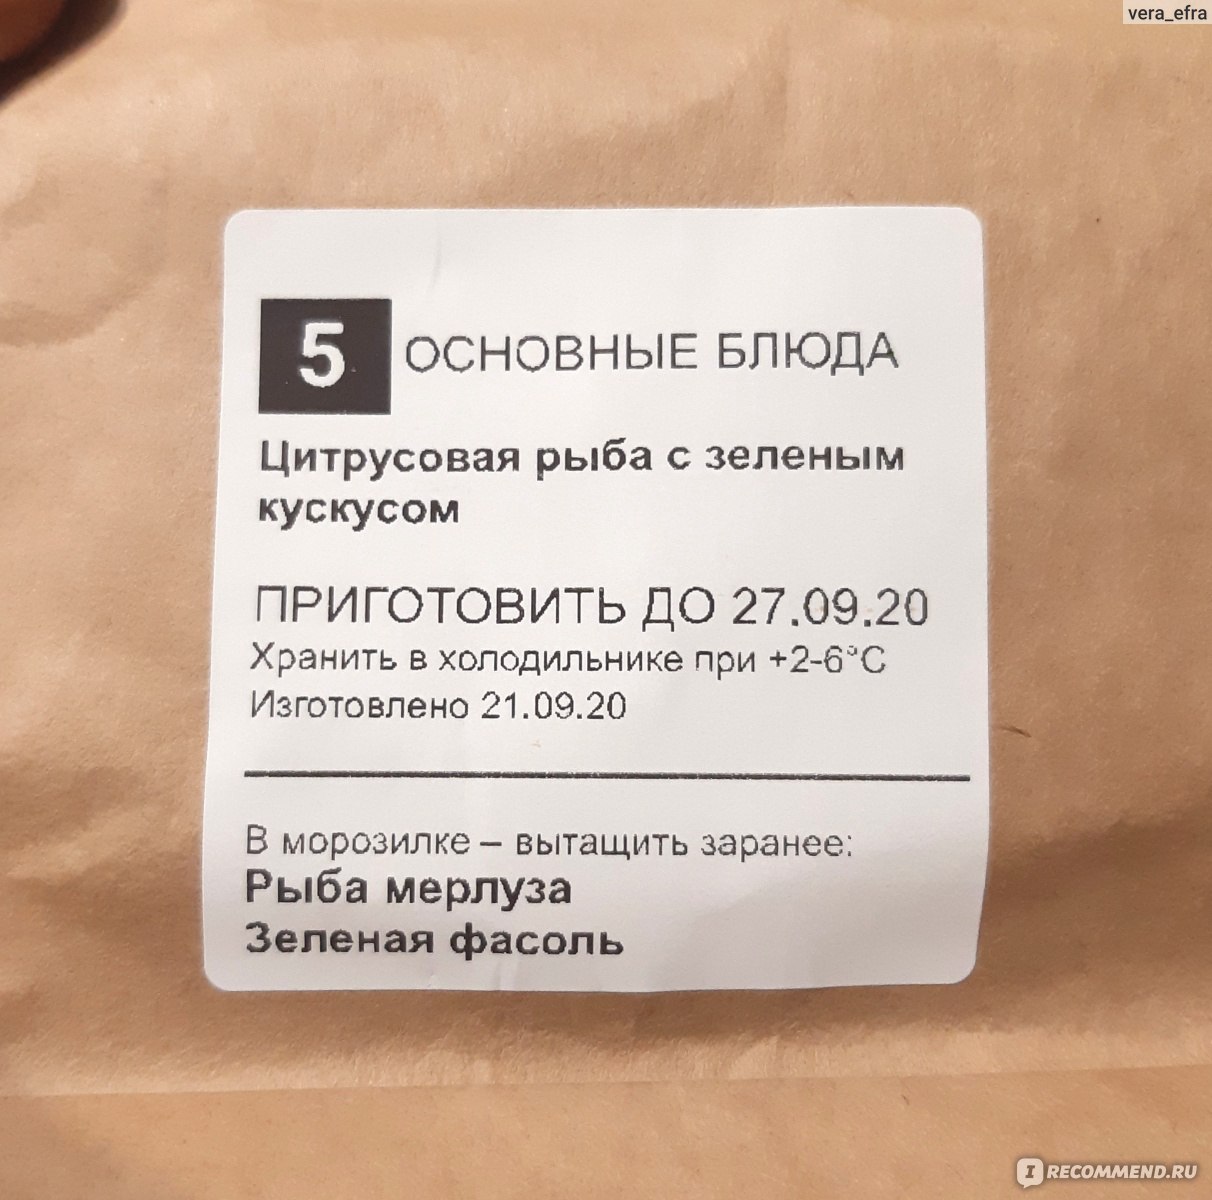 vera_efra
5 ОСНОВНЫЕ БЛЮДА
Цитрусовая рыба с зеленым
кускусом
ПРИГОТОВИТЬ ДО 27.09.20
Хранить в холодильнике при +2-6°С
Изготовлено 21.09.20
В морозилке – вытащить заранее:
Рыба мерлуза
Зеленая фасоль
IRECOMMEND.RU